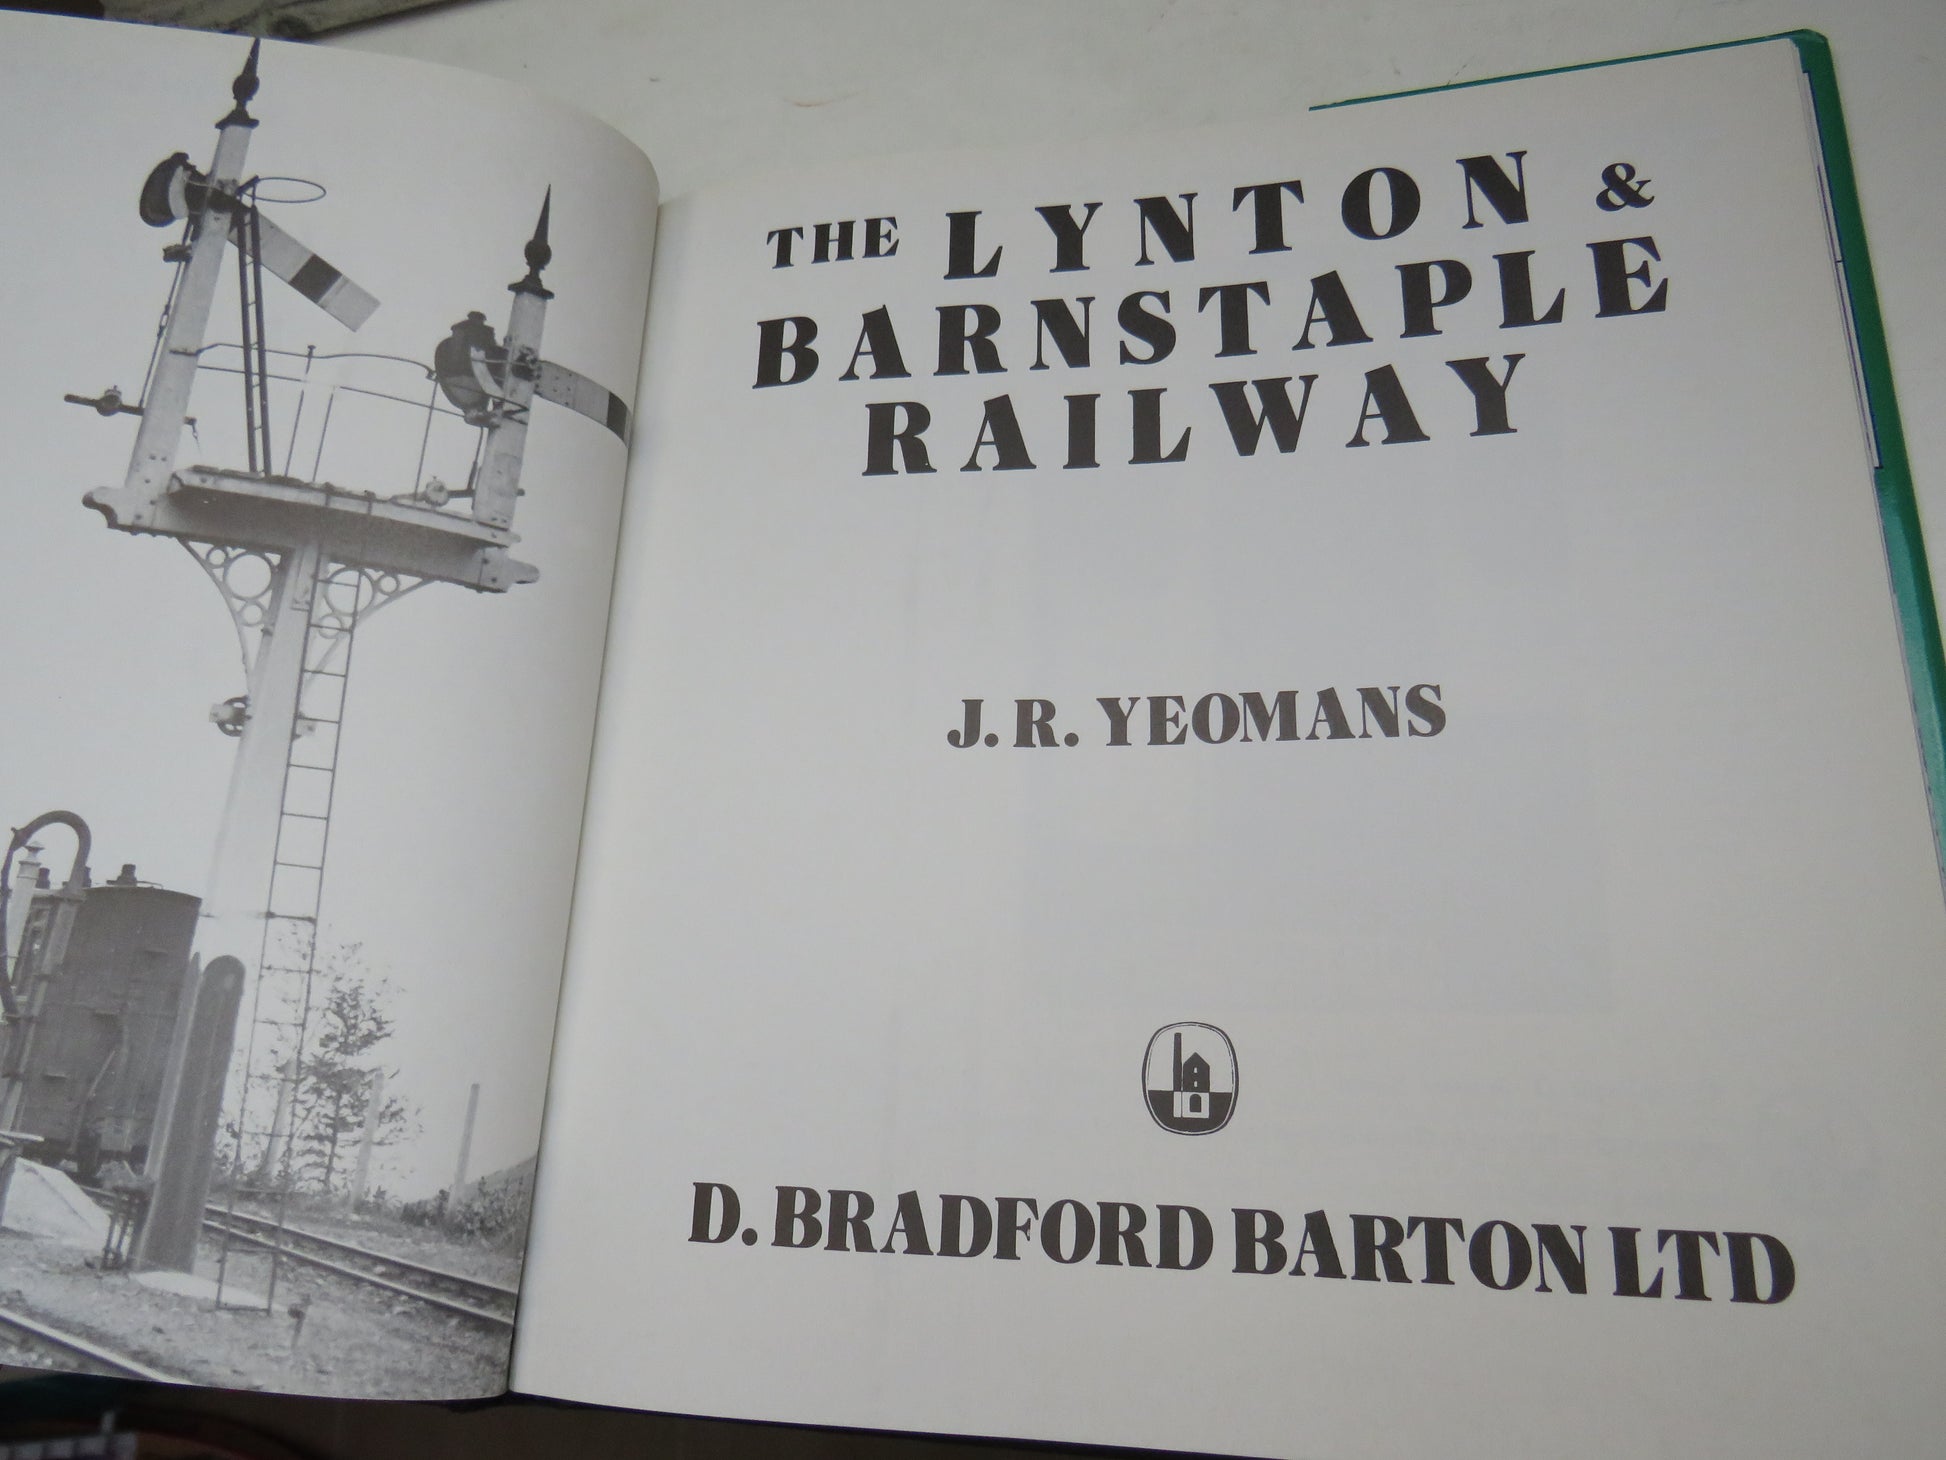 THE LYNTON &
BARNSTAPLE
RAILWAY
J. R. YEOMANS
D. BRADFORD BARTON LTD